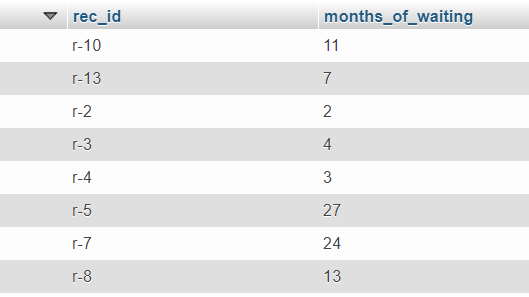 rec_id months_of_waiting
r-10 11
r-13 7
r-2 2
r-3 4
r-4 3
r-5 27
r-7 24
r-8 13